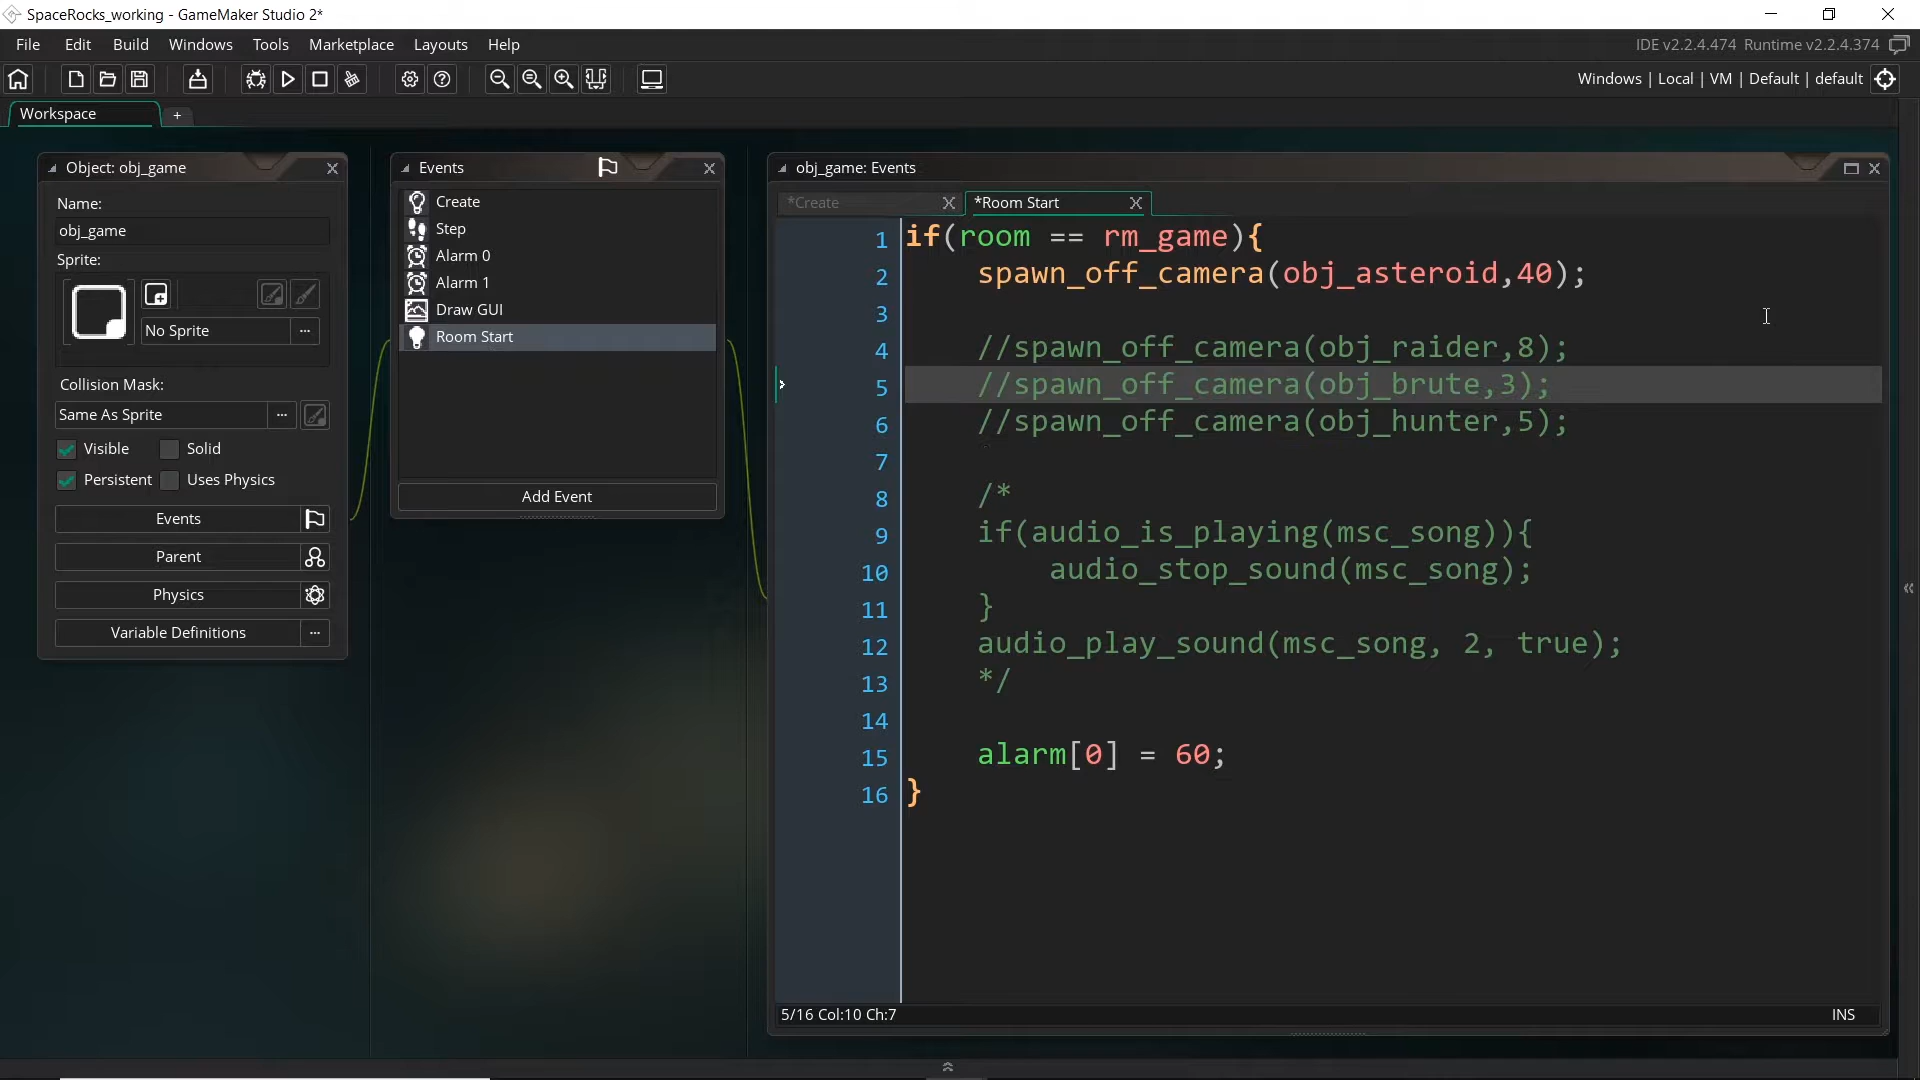 SpaceRocks_working - GameMaker Studio 2*
File Edit Build Windows Tools Marketplace Layouts Help
IDE v2.2.4.474 Runtime v2.2.4.374
Windows | Local | VM | Default | default
Workspace
+
Object: obj_game
Name:
obj_game
Sprite:
No Sprite
...
Collision Mask:
Same As Sprite
...
Visible
Solid
Persistent
Uses Physics
Events
Parent
Physics
Variable Definitions
...
Events
Create
Step
Alarm 0
Alarm 1
Draw GUI
Room Start
Add Event
obj_game: Events
*Create
*Room Start
1 if(room == rm_game){
2 spawn_off_camera(obj_asteroid,40);
3
4 //spawn_off_camera(obj_raider,8);
5 //spawn_off_camera(obj_brute,3);
6 //spawn_off_camera(obj_hunter,5);
7
8 /*
9 if(audio_is_playing(msc_song)){
10 audio_stop_sound(msc_song);
11 }
12 audio_play_sound(msc_song, 2, true);
13 */
14
15 alarm[0] = 60;
16 }
5/16 Col:10 Ch:7
INS